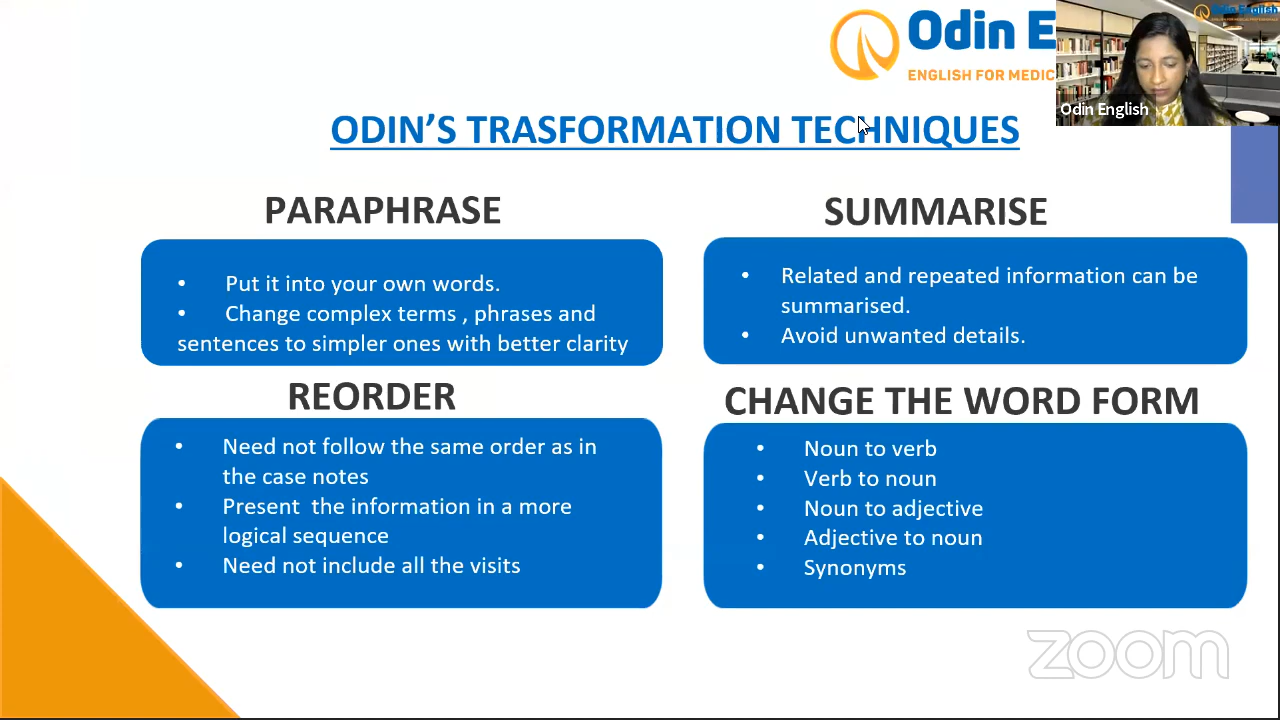 Odin E
ENGLISH FOR MEDIC
Odin English
Odin English
ODIN'S TRASFORMATION TECHNIQUES
PARAPHRASE
• Put it into your own words.
• Change complex terms , phrases and
sentences to simpler ones with better clarity
SUMMARISE
• Related and repeated information can be
summarised.
• Avoid unwanted details.
REORDER
• Need not follow the same order as in
the case notes
• Present the information in a more
logical sequence
• Need not include all the visits
CHANGE THE WORD FORM
• Noun to verb
• Verb to noun
• Noun to adjective
• Adjective to noun
• Synonyms
zoom